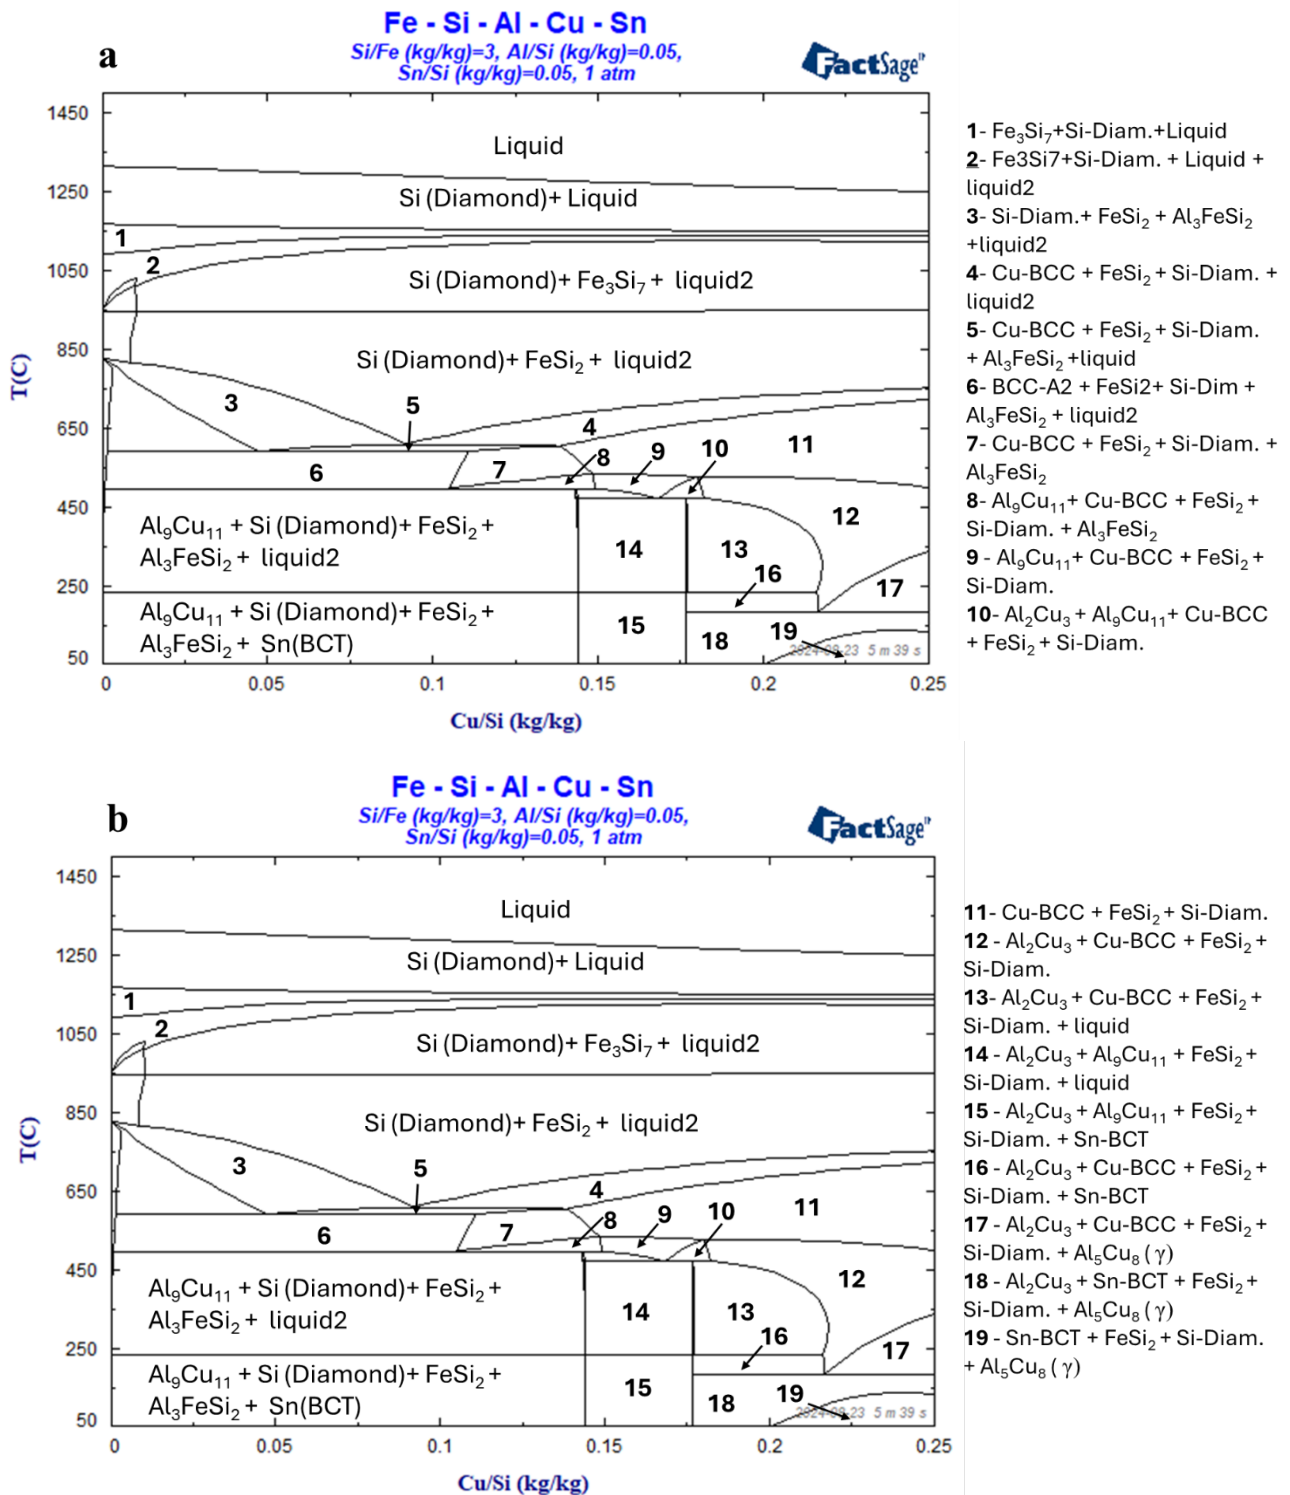 Fe - Si - Al - Cu - Sn
a
Si/Fe (kg/kg)=3, Al/Si (kg/kg)=0.05,
Sn/Si (kg/kg)=0.05, 1 atm
FactSage
1450
1250
1050
850
650
450
250
50
T(C)
Liquid
Si (Diamond)+ Liquid
1
2
Si (Diamond)+ Fe₃Si₇ + liquid2
Si (Diamond)+ FeSi₂ + liquid2
3
5
4
11
10
9
8
7
6
12
Al₉Cu₁₁ + Si (Diamond)+ FeSi₂ +
Al₃FeSi₂ + liquid2
14
13
16
17
Al₉Cu₁₁ + Si (Diamond)+ FeSi₂ +
Al₃FeSi₂ + Sn(BCT)
15
18
19
2024-08-23 5 m 39 s
0
0.05
0.1
0.15
0.2
0.25
Cu/Si (kg/kg)
1- Fe₃Si₇+Si-Diam.+Liquid
2- Fe3Si7+Si-Diam. + Liquid +
liquid2
3- Si-Diam.+ FeSi₂ + Al₃FeSi₂
+liquid2
4- Cu-BCC + FeSi₂ + Si-Diam. +
liquid2
5- Cu-BCC + FeSi₂ + Si-Diam.
+ Al₃FeSi₂ +liquid
6- BCC-A2 + FeSi2+ Si-Dim +
Al₃FeSi₂ + liquid2
7- Cu-BCC + FeSi₂ + Si-Diam. +
Al₃FeSi₂
8- Al₉Cu₁₁+ Cu-BCC + FeSi₂ +
Si-Diam. + Al₃FeSi₂
9 - Al₉Cu₁₁+ Cu-BCC + FeSi₂ +
Si-Diam.
10- Al₂Cu₃ + Al₉Cu₁₁+ Cu-BCC
+ FeSi₂ + Si-Diam.
Fe - Si - Al - Cu - Sn
b
Si/Fe (kg/kg)=3, Al/Si (kg/kg)=0.05,
Sn/Si (kg/kg)=0.05, 1 atm
FactSage
1450
1250
1050
850
650
450
250
50
T(C)
Liquid
Si (Diamond)+ Liquid
1
2
Si (Diamond)+ Fe₃Si₇ + liquid2
Si (Diamond)+ FeSi₂ + liquid2
3
5
4
11
10
9
8
7
6
12
Al₉Cu₁₁ + Si (Diamond)+ FeSi₂ +
Al₃FeSi₂ + liquid2
14
13
16
17
Al₉Cu₁₁ + Si (Diamond)+ FeSi₂ +
Al₃FeSi₂ + Sn(BCT)
15
18
19
2024-08-23 5 m 39 s
0
0.05
0.1
0.15
0.2
0.25
Cu/Si (kg/kg)
11- Cu-BCC + FeSi₂ + Si-Diam.
12 - Al₂Cu₃ + Cu-BCC + FeSi₂ +
Si-Diam.
13- Al₂Cu₃ + Cu-BCC + FeSi₂ +
Si-Diam. + liquid
14 - Al₂Cu₃ + Al₉Cu₁₁ + FeSi₂ +
Si-Diam. + liquid
15 - Al₂Cu₃ + Al₉Cu₁₁ + FeSi₂ +
Si-Diam. + Sn-BCT
16 - Al₂Cu₃ + Cu-BCC + FeSi₂ +
Si-Diam. + Sn-BCT
17 - Al₂Cu₃ + Cu-BCC + FeSi₂ +
Si-Diam. + Al₅Cu₈ (γ)
18 - Al₂Cu₃ + Sn-BCT + FeSi₂ +
Si-Diam. + Al₅Cu₈ (γ)
19 - Sn-BCT + FeSi₂ + Si-Diam.
+ Al₅Cu₈ (γ)